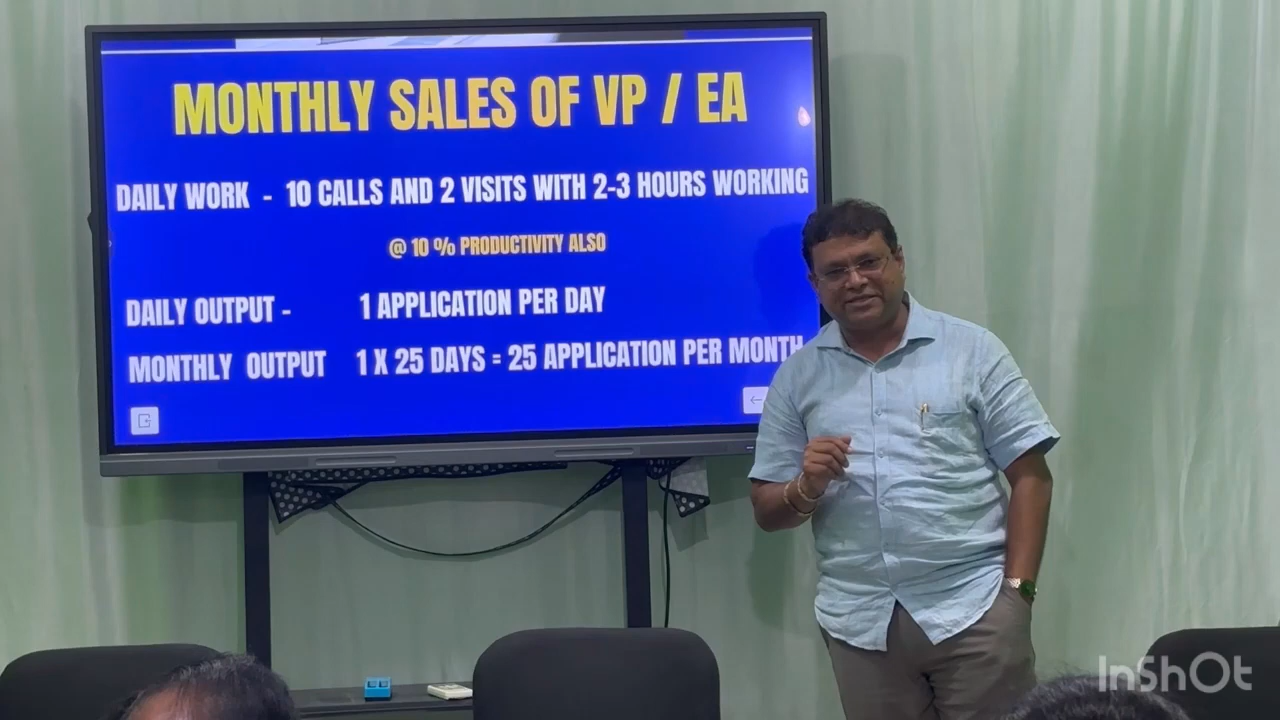 MONTHLY SALES OF VP / EA
DAILY WORK - 10 CALLS AND 2 VISITS WITH 2-3 HOURS WORKING
@ 10 % PRODUCTIVITY ALSO
DAILY OUTPUT - 1 APPLICATION PER DAY
MONTHLY OUTPUT 1 X 25 DAYS = 25 APPLICATION PER MONTH
InShOt